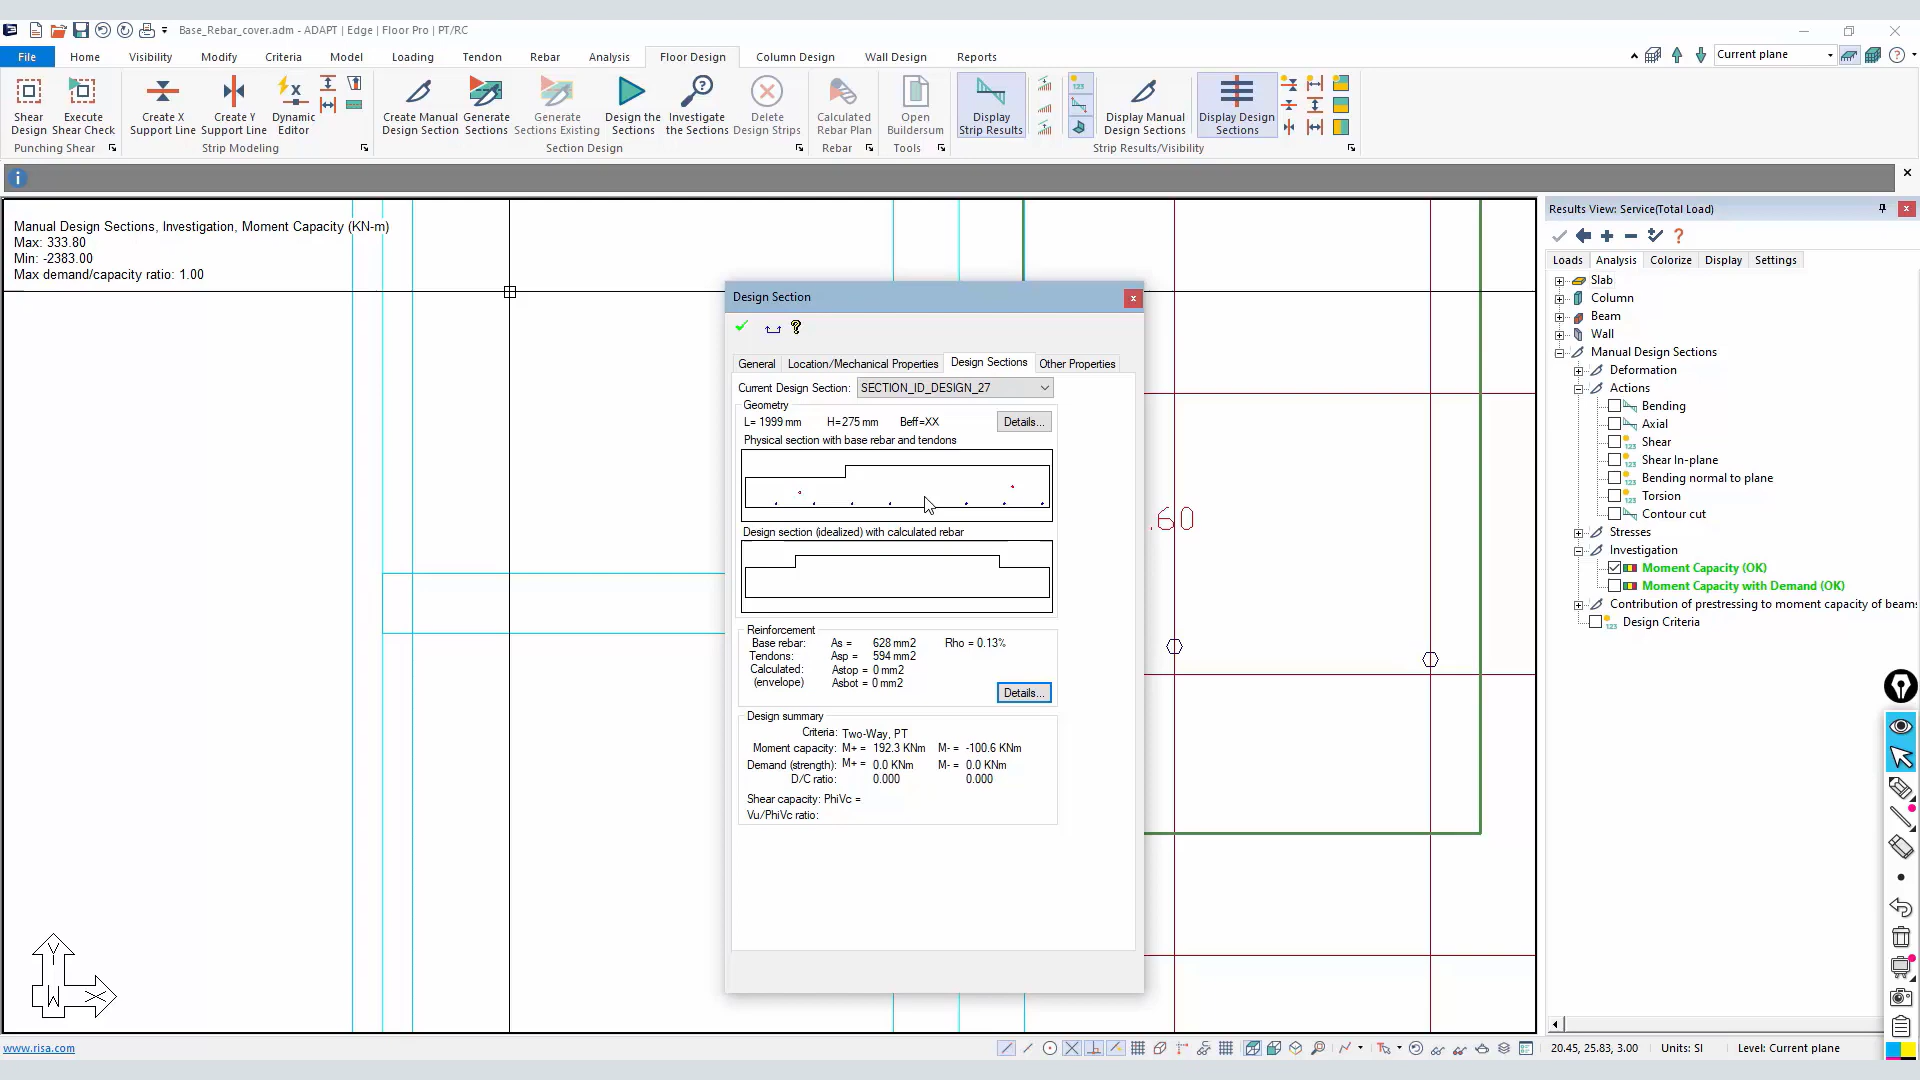 Base_Rebar_cover.adm - ADAPT | Edge | Floor Pro | PT/RC
File Home Visibility Modify Criteria Model Loading Tendon Rebar Analysis Floor Design Column Design Wall Design Reports
Current plane
Shear Design
Execute Shear Check
Create X Support Line
Create Y Support Line
Dynamic Editor
Create Manual Design Section
Generate Sections
Generate Sections Existing
Design the Sections
Investigate the Sections
Delete Design Strips
Calculated Rebar Plan
Open Buildersum
Display Strip Results
Display Manual Design Sections
Display Design Sections
Punching Shear
Strip Modeling
Section Design
Rebar
Tools
Strip Results/Visibility
Manual Design Sections, Investigation, Moment Capacity (KN-m)
Max: 333.80
Min: -2383.00
Max demand/capacity ratio: 1.00
Design Section
General Location/Mechanical Properties Design Sections Other Properties
Current Design Section: SECTION_ID_DESIGN_27
Geometry
L= 1999 mm H=275 mm Beff=XX Details...
Physical section with base rebar and tendons
Design section (idealized) with calculated rebar
Reinforcement
Base rebar: As = 628 mm2 Rho = 0.13%
Tendons: Asp = 594 mm2
Calculated: Astop = 0 mm2
(envelope) Asbot = 0 mm2
Details...
Design summary
Criteria: Two-Way, PT
Moment capacity: M+ = 192.3 KNm M- = -100.6 KNm
Demand (strength): M+ = 0.0 KNm M- = 0.0 KNm
D/C ratio: 0.000 0.000
Shear capacity: PhiVc =
Vu/PhiVc ratio:
.60
Y
W X
Results View: Service(Total Load)
Loads Analysis Colorize Display Settings
Slab
Column
Beam
Wall
Manual Design Sections
Deformation
Actions
Bending
Axial
Shear
Shear In-plane
Bending normal to plane
Torsion
Contour cut
Stresses
Investigation
Moment Capacity (OK)
Moment Capacity with Demand (OK)
Contribution of prestressing to moment capacity of beams
Design Criteria
www.risa.com
20.45, 25.83, 3.00 Units: SI Level: Current plane